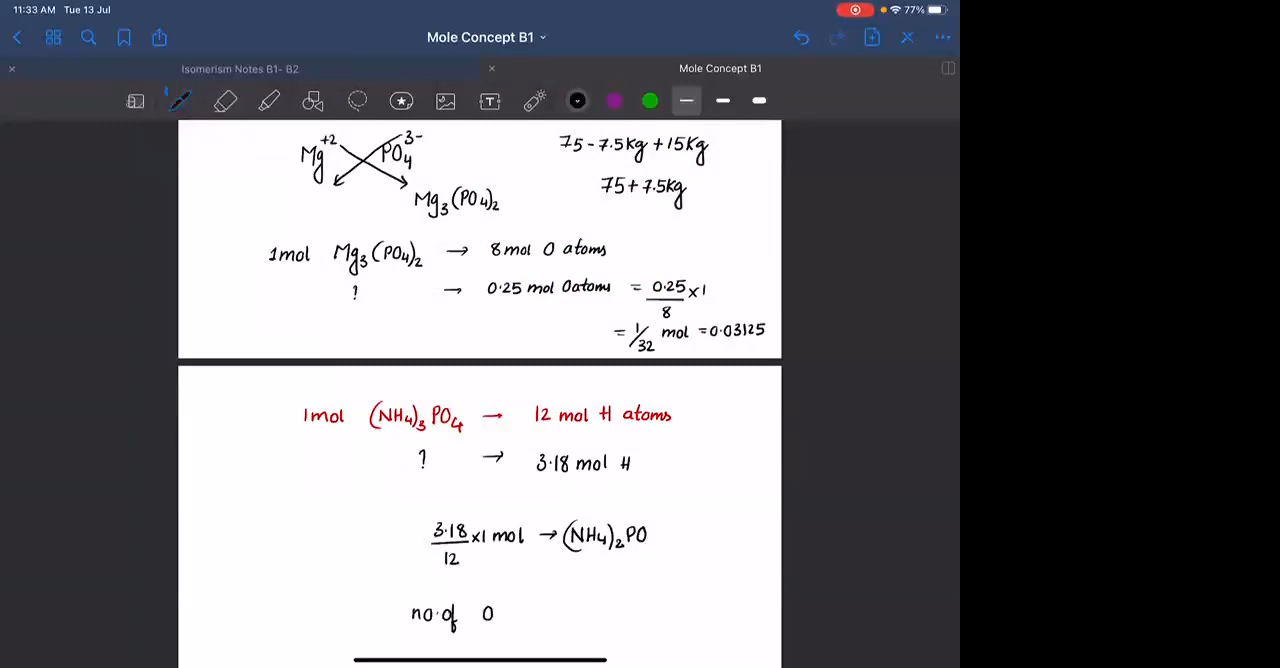 11:33 AM Tue 13 Jul
77%
Mole Concept B1
Isomerism Notes B1- B2
Mole Concept B1
Mg+2 PO4 3-
75 - 7.5kg + 15kg
Mg3(PO4)2
75 + 7.5kg
1mol Mg3(PO4)2 → 8 mol O atoms
? → 0.25 mol O atoms = 0.25/8 x 1
= 1/32 mol = 0.03125
1mol (NH4)3PO4 → 12 mol H atoms
? → 3.18 mol H
3.18/12 x 1 mol → (NH4)2PO
no. of O